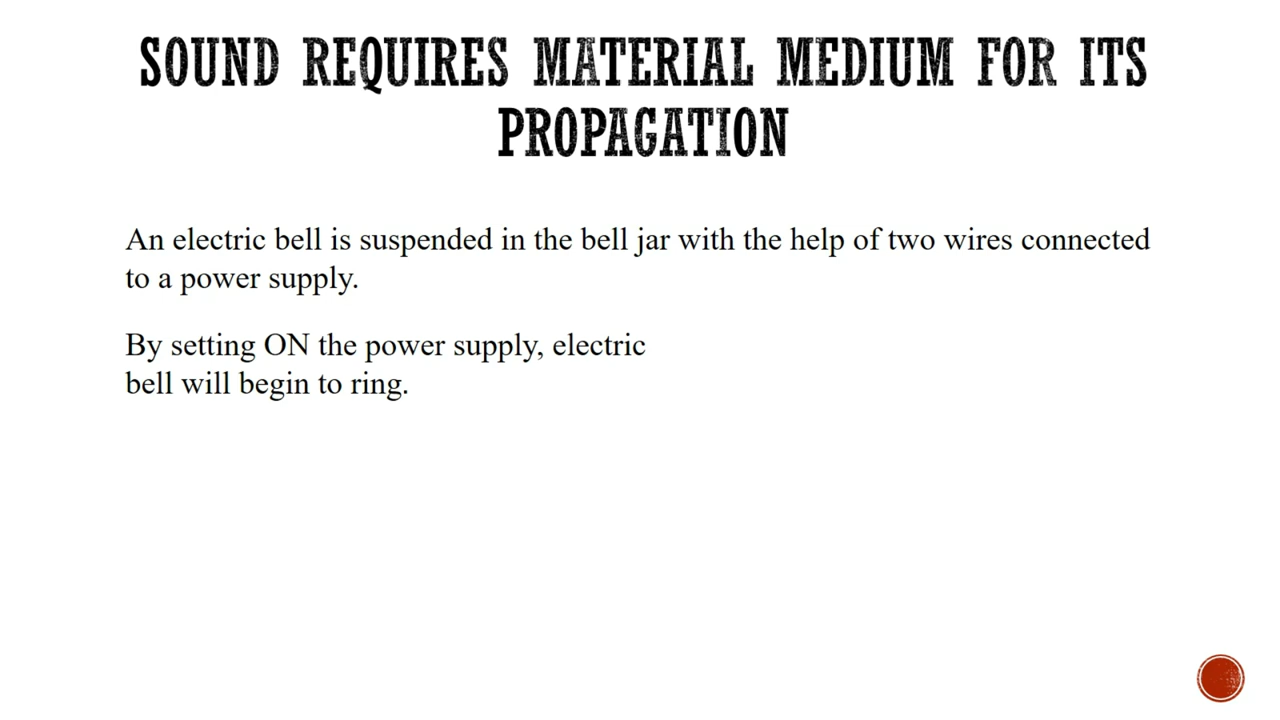 SOUND REQUIRES MATERIAL MEDIUM FOR ITS
PROPAGATION
An electric bell is suspended in the bell jar with the help of two wires connected
to a power supply.
By setting ON the power supply, electric
bell will begin to ring.